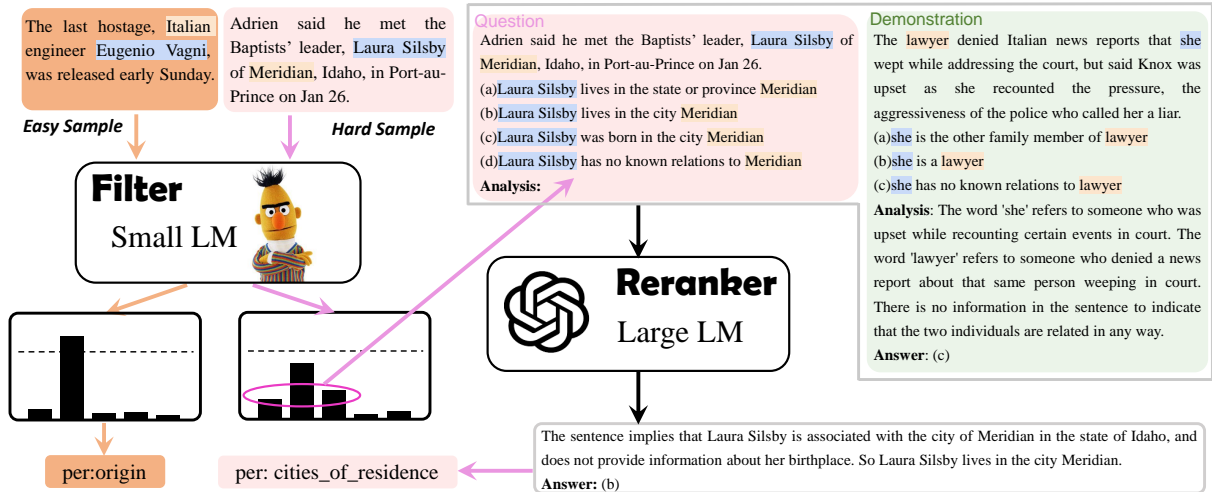 The last hostage, Italian
engineer Eugenio Vagni,
was released early Sunday.
Adrien said he met the
Baptists' leader, Laura Silsby
of Meridian, Idaho, in Port-au-
Prince on Jan 26.
Easy Sample
Hard Sample
Filter
Small LM
per:origin
per: cities_of_residence
Question
Adrien said he met the Baptists' leader, Laura Silsby of
Meridian, Idaho, in Port-au-Prince on Jan 26.
(a)Laura Silsby lives in the state or province Meridian
(b)Laura Silsby lives in the city Meridian
(c)Laura Silsby was born in the city Meridian
(d)Laura Silsby has no known relations to Meridian
Analysis:
Demonstration
The lawyer denied Italian news reports that she
wept while addressing the court, but said Knox was
upset as she recounted the pressure, the
aggressiveness of the police who called her a liar.
(a)she is the other family member of lawyer
(b)she is a lawyer
(c)she has no known relations to lawyer
Analysis: The word 'she' refers to someone who was
upset while recounting certain events in court. The
word 'lawyer' refers to someone who denied a news
report about that same person weeping in court.
There is no information in the sentence to indicate
that the two individuals are related in any way.
Answer: (c)
Reranker
Large LM
The sentence implies that Laura Silsby is associated with the city of Meridian in the state of Idaho, and
does not provide information about her birthplace. So Laura Silsby lives in the city Meridian.
Answer: (b)